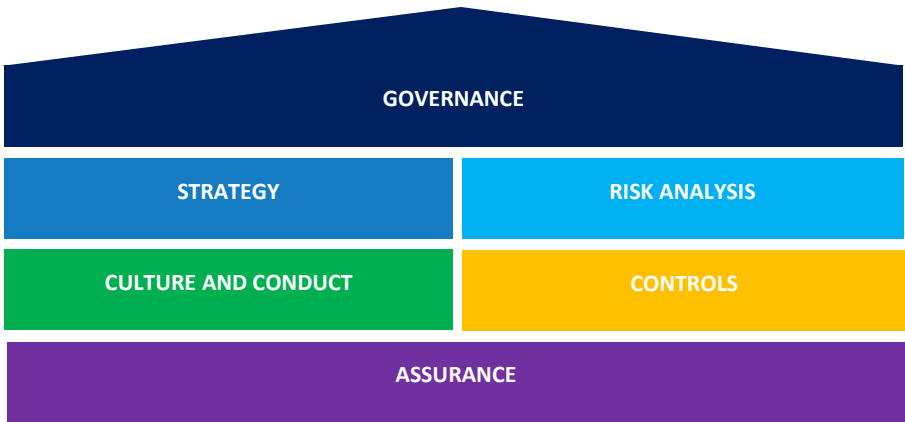 GOVERNANCE
STRATEGY
RISK ANALYSIS
CULTURE AND CONDUCT
CONTROLS
ASSURANCE